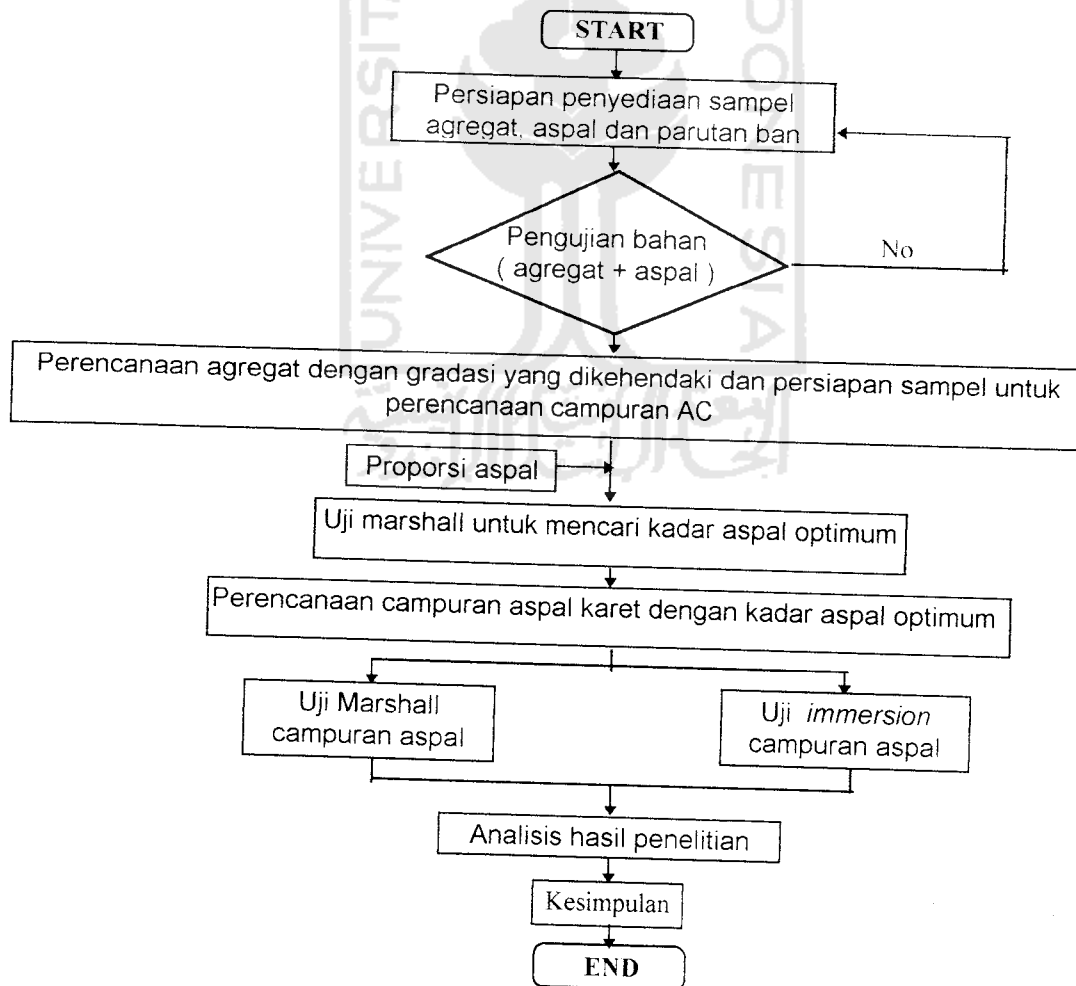 START
Persiapan penyediaan sampel
agregat, aspal dan parutan ban
Pengujian bahan
( agregat + aspal )
No
Perencanaan agregat dengan gradasi yang dikehendaki dan persiapan sampel untuk
perencanaan campuran AC
Proporsi aspal
Uji marshall untuk mencari kadar aspal optimum
Perencanaan campuran aspal karet dengan kadar aspal optimum
Uji Marshall
campuran aspal
Uji immersion
campuran aspal
Analisis hasil penelitian
Kesimpulan
END